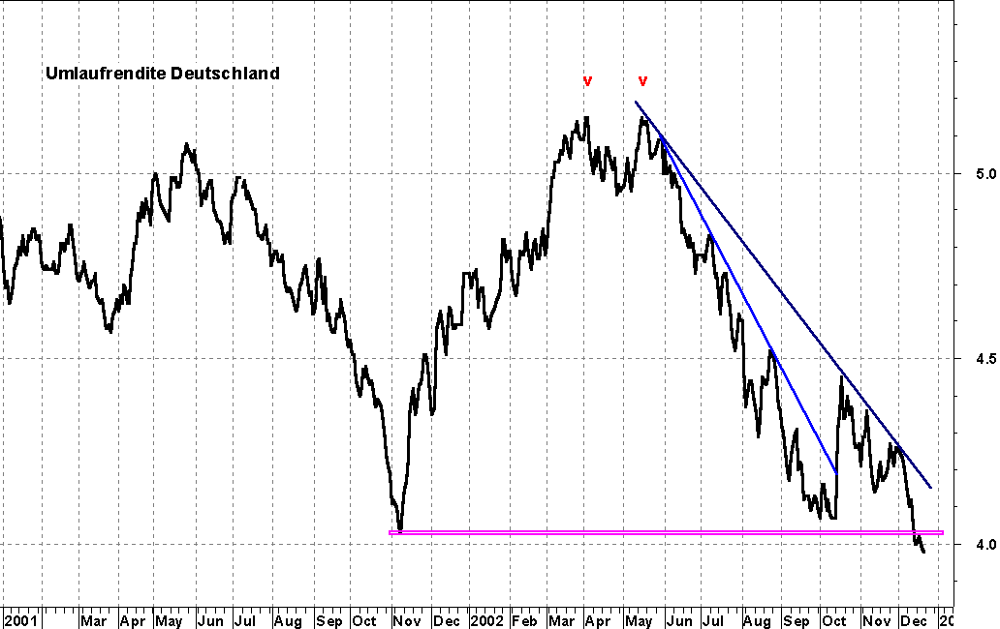 Umlaufrendite Deutschland
v v
5.0
4.5
4.0
2001 Mar Apr May Jun Jul Aug Sep Oct Nov Dec 2002 Feb Mar Apr May Jun Jul Aug Sep Oct Nov Dec 20